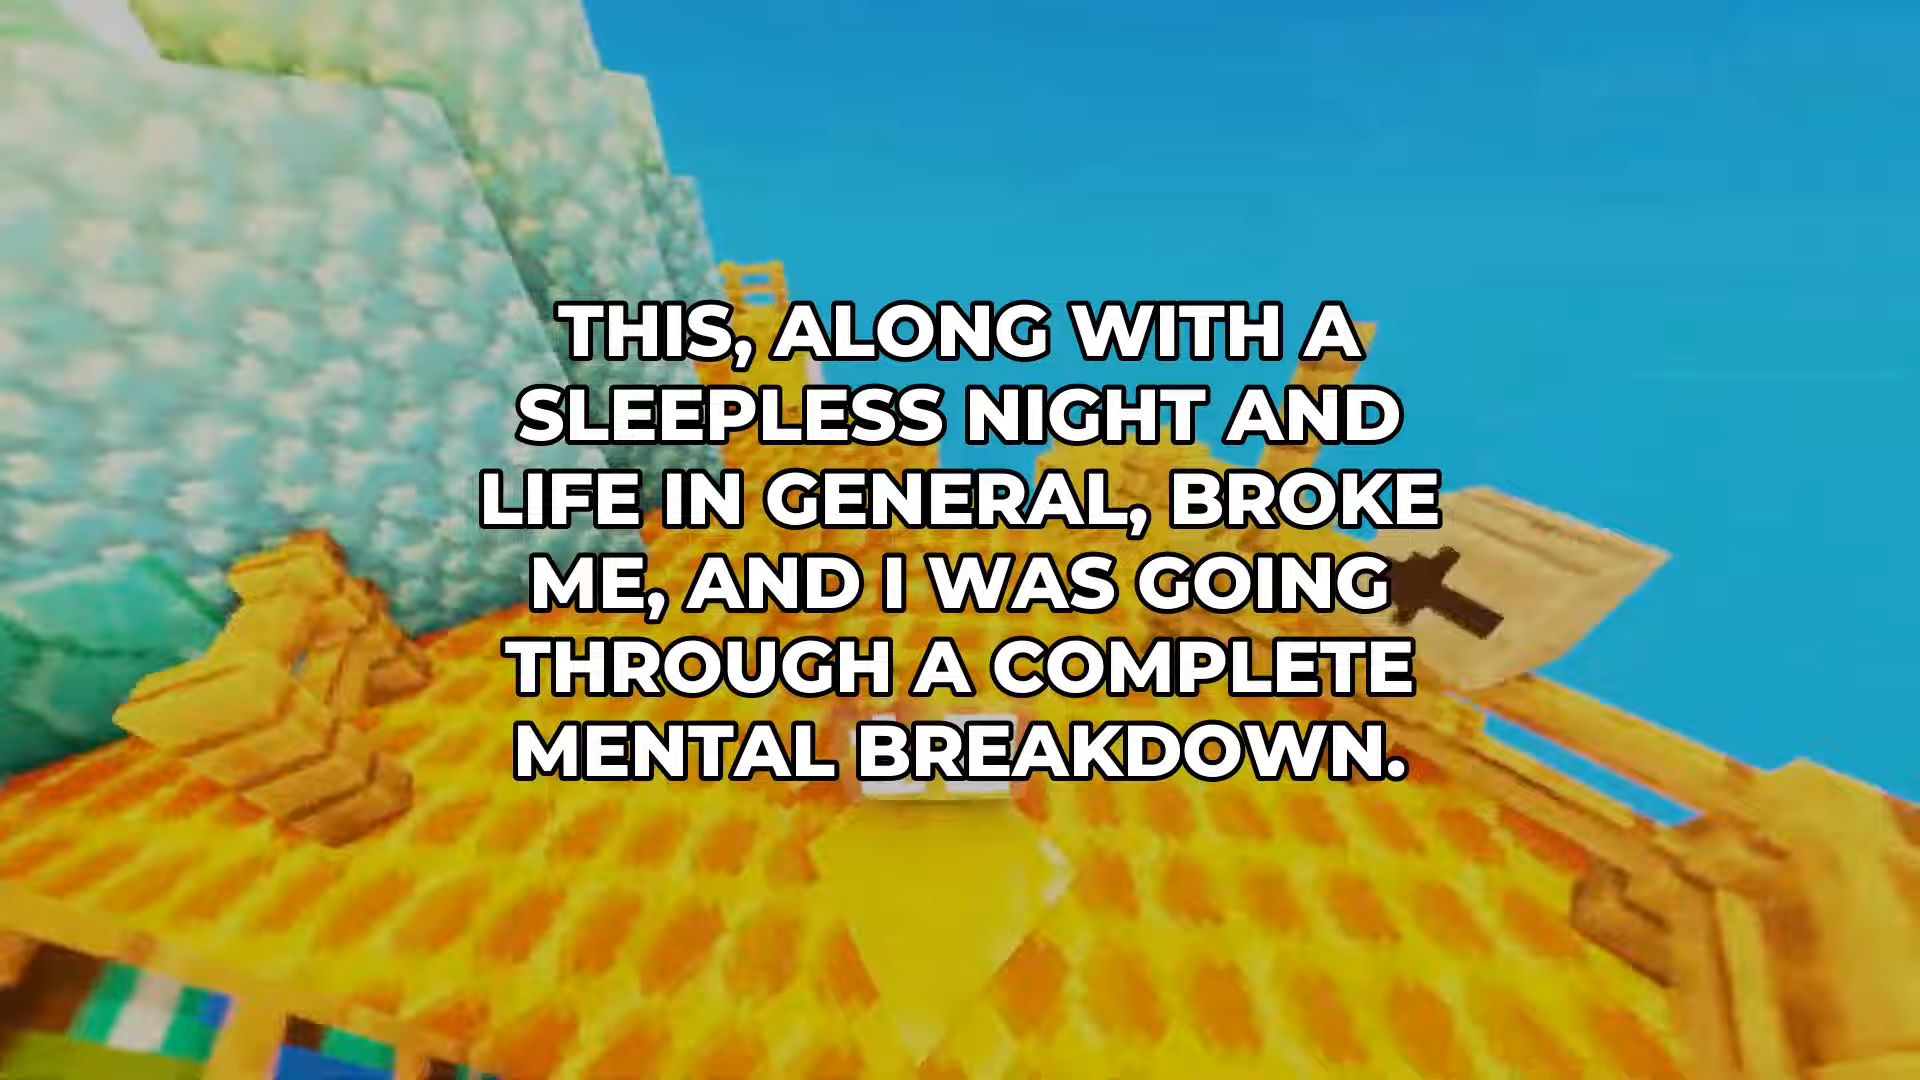 THIS, ALONG WITH A
SLEEPLESS NIGHT AND
LIFE IN GENERAL, BROKE
ME, AND I WAS GOING
THROUGH A COMPLETE
MENTAL BREAKDOWN.